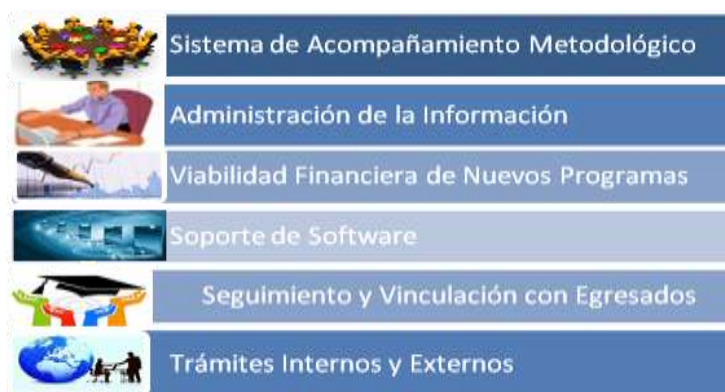 Sistema de Acompañamiento Metodológico
Administración de la Información
Viabilidad Financiera de Nuevos Programas
Soporte de Software
Seguimiento y Vinculación con Egresados
Trámites Internos y Externos